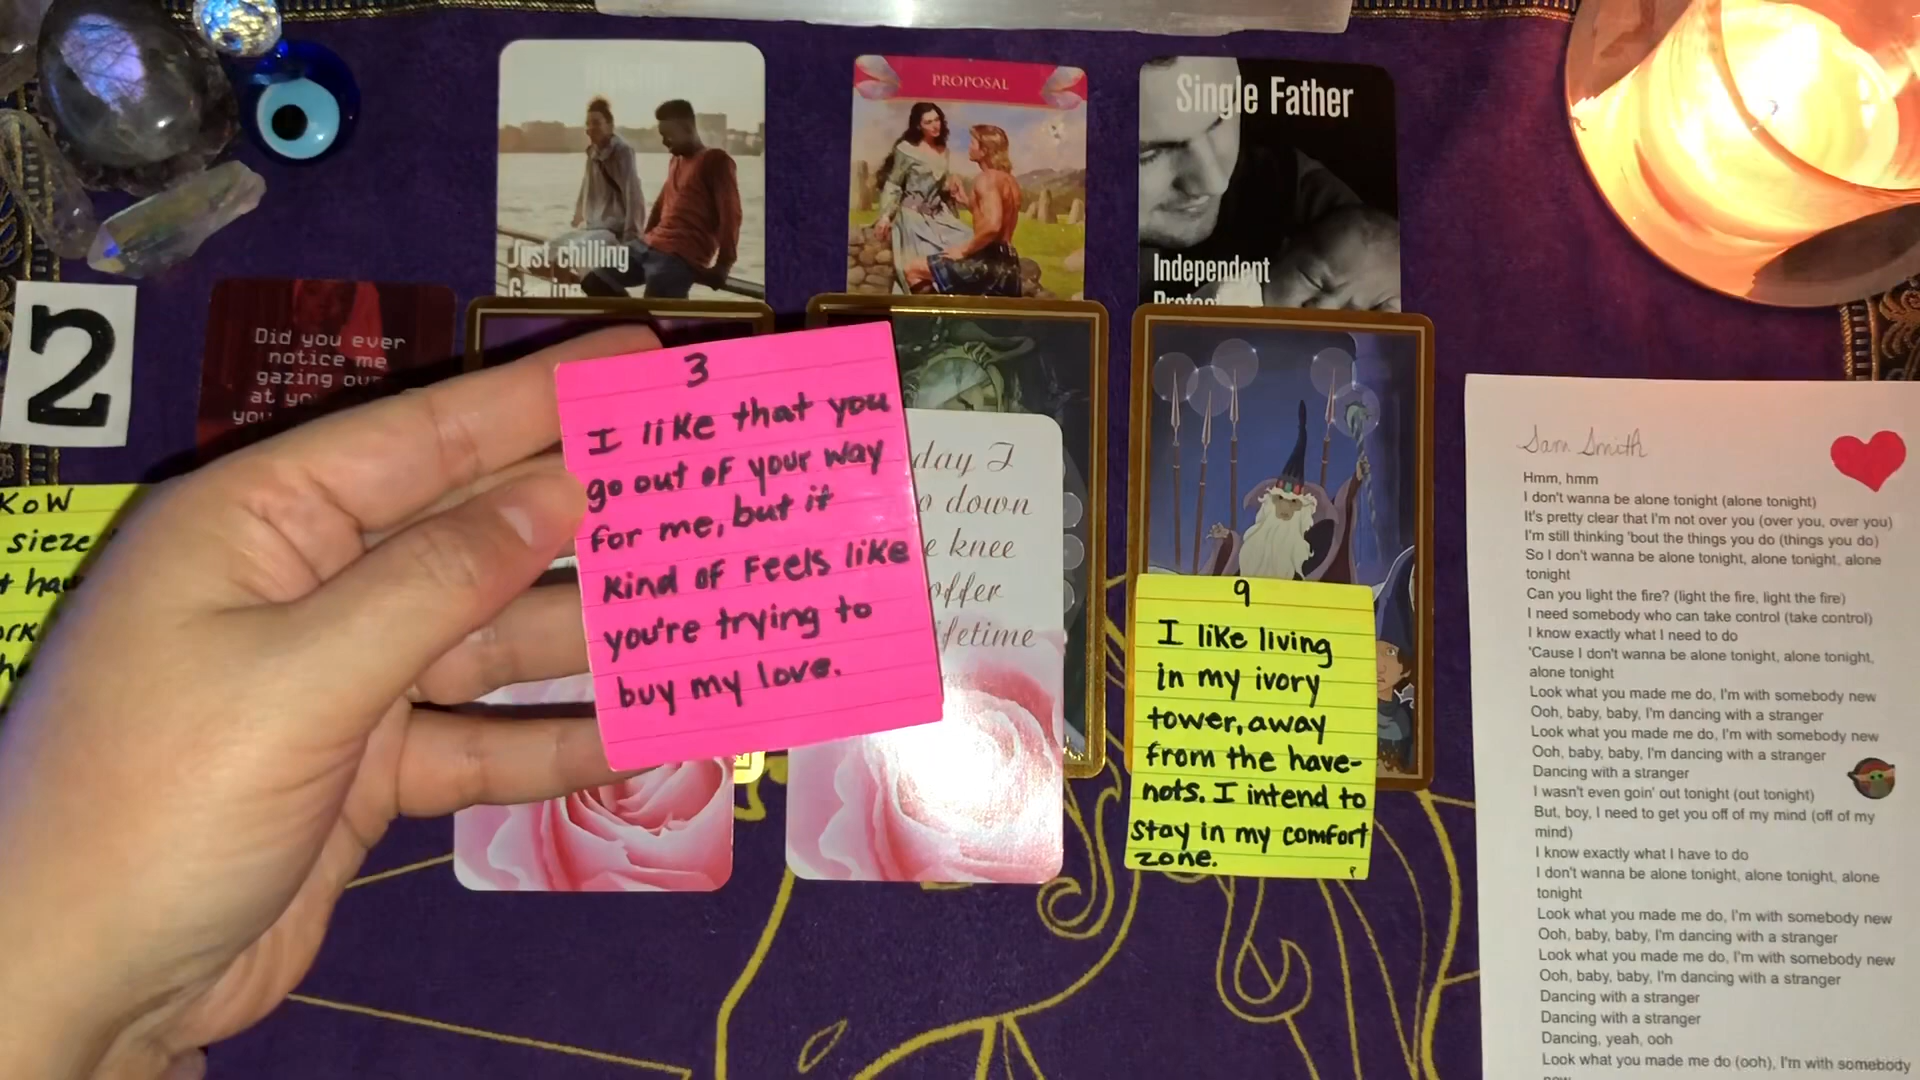 PROPOSAL
Single Father
Just chilling
Independent
2
Did you ever
notice me
gazing
at
you
KOW
sieze
3
I like that you
go out of your way
for me, but it
kind of feels like
you're trying to
buy my love.
day I
down
knee
offer
lifetime
9
I like living
in my ivory
tower, away
from the have-
nots. I intend to
stay in my comfort
zone.
Sam Smith
Hmm, hmm
I don't wanna be alone tonight (alone tonight)
It's pretty clear that I'm not over you (over you, over you)
I'm still thinking 'bout the things you do (things you do)
So I don't wanna be alone tonight, alone tonight, alone
tonight
Can you light the fire? (light the fire, light the fire)
I need somebody who can take control (take control)
I know exactly what I need to do
'Cause I don't wanna be alone tonight, alone tonight,
alone tonight
Look what you made me do, I'm with somebody new
Ooh, baby, baby, I'm dancing with a stranger
Look what you made me do, I'm with somebody new
Ooh, baby, baby, I'm dancing with a stranger
Dancing with a stranger
I wasn't even goin' out tonight (out tonight)
But, boy, I need to get you off of my mind (off of my
mind)
I know exactly what I have to do
I don't wanna be alone tonight, alone tonight, alone
tonight
Look what you made me do, I'm with somebody new
Ooh, baby, baby, I'm dancing with a stranger
Look what you made me do, I'm with somebody new
Ooh, baby, baby, I'm dancing with a stranger
Dancing with a stranger
Dancing with a stranger
Dancing, yeah, ooh
Look what you made me do (ooh), I'm with somebody